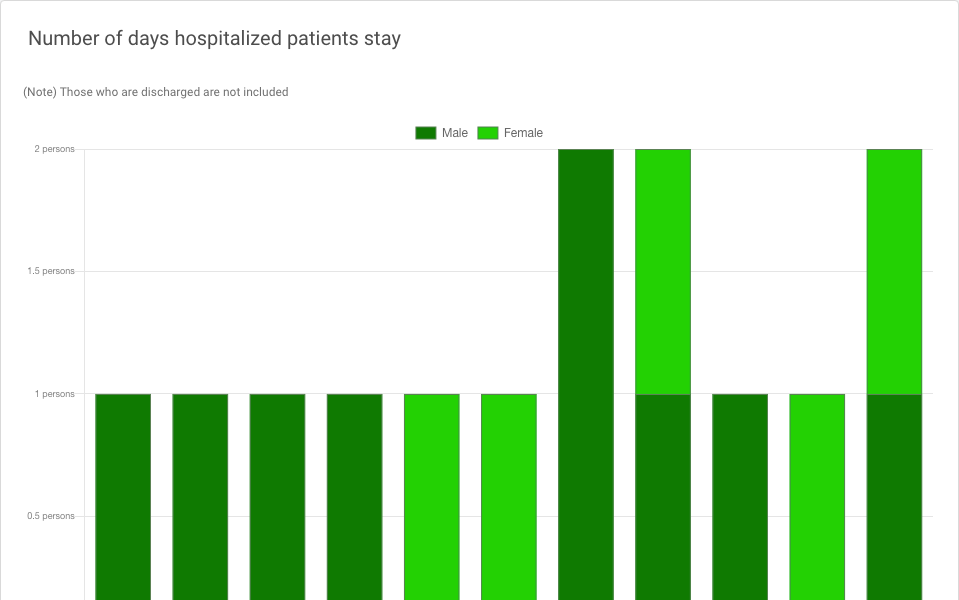 Number of days hospitalized patients stay
(Note) Those who are discharged are not included
Male Female
2 persons
1.5 persons
1 persons
0.5 persons